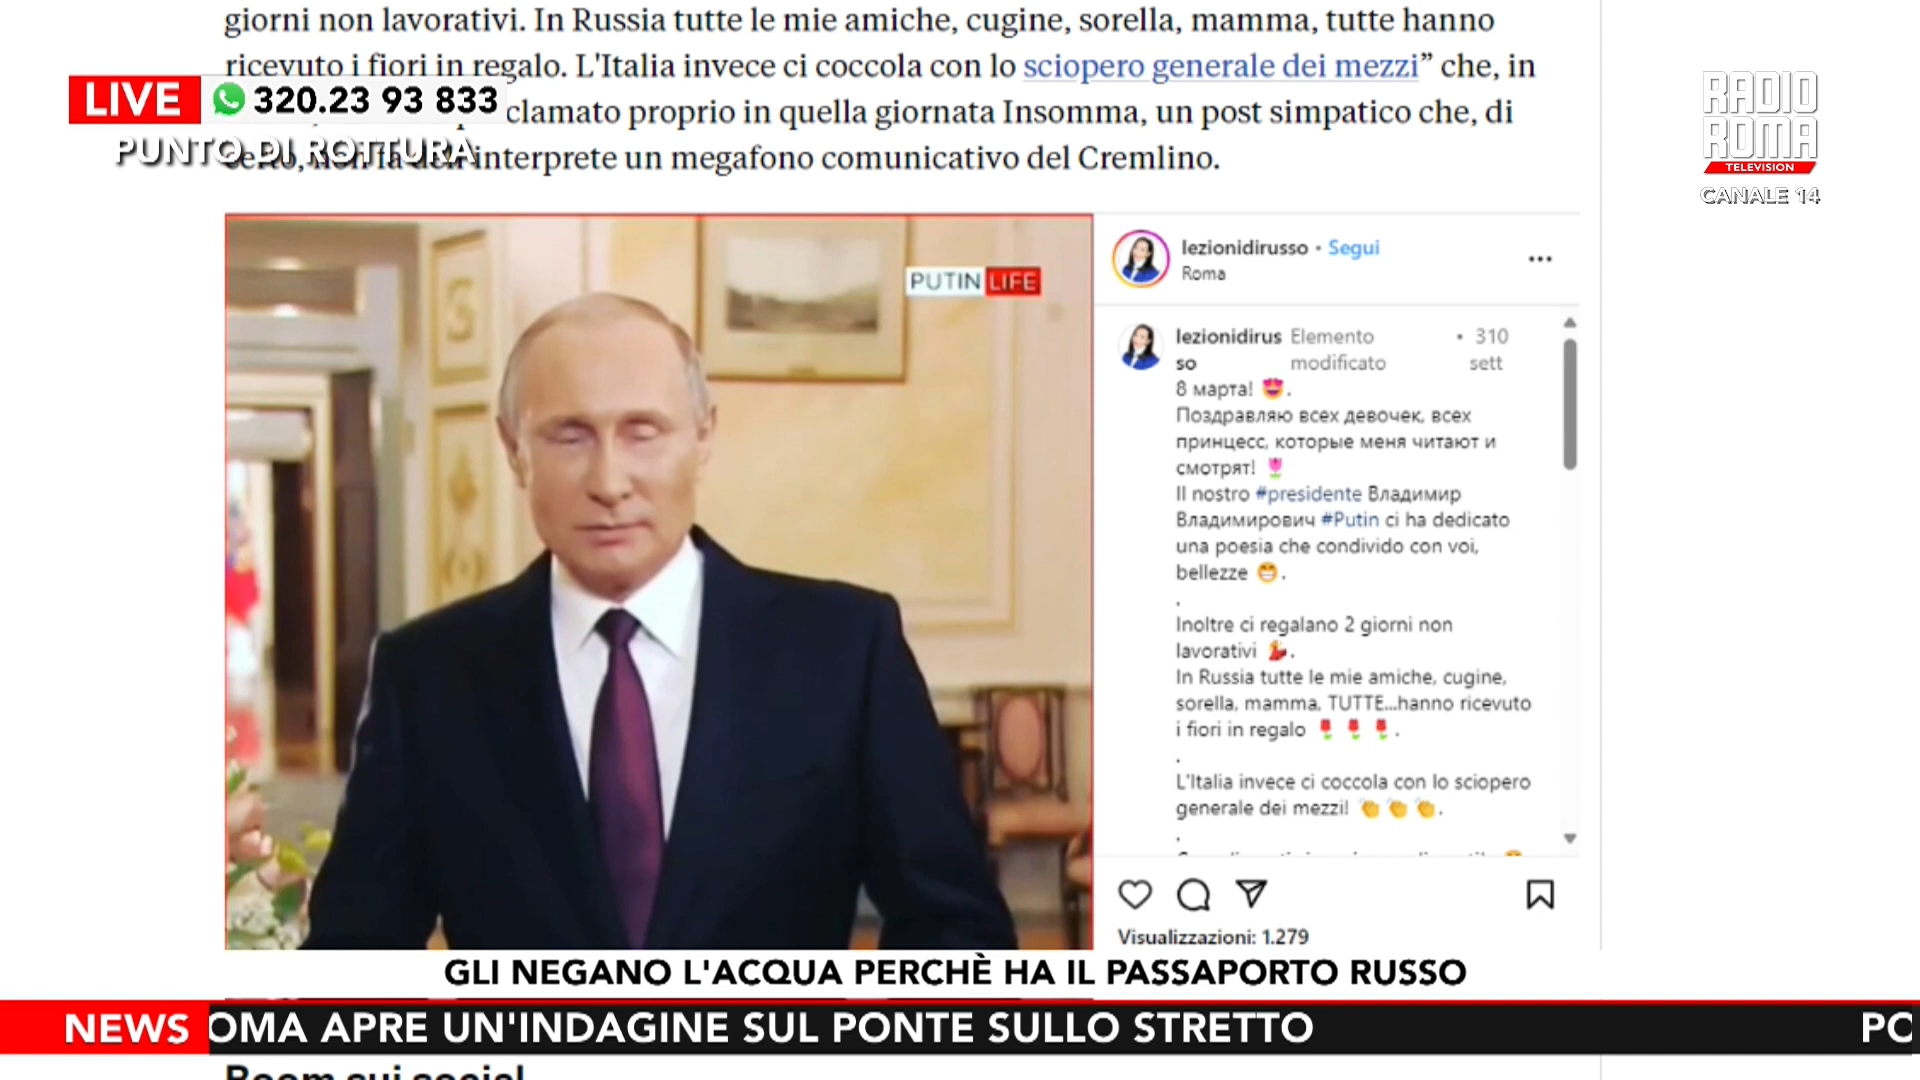 giorni non lavorativi. In Russia tutte le mie amiche, cugine, sorella, mamma, tutte hanno
ricevuto i fiori in regalo. L'Italia invece ci coccola con lo sciopero generale dei mezzi” che, in
LIVE 320.23 93 833
clamato proprio in quella giornata Insomma, un post simpatico che, di
PUNTO DI ROTTURA
interprete un megafono comunicativo del Cremlino.
RADIO
ROMA
TELEVISION
CANALE 14
PUTIN LIFE
lezionidirusso • Segui
Roma
lezionidirus Elemento • 310
so modificato sett
8 марта! 😍.
Поздравляю всех девочек, всех
принцесс, которые меня читают и
смотрят! 🌷
Il nostro #presidente Владимир
Владимирович #Putin ci ha dedicato
una poesia che condivido con voi,
bellezze 😁.
.
Inoltre ci regalano 2 giorni non
lavorativi 💃.
In Russia tutte le mie amiche, cugine,
sorella, mamma, TUTTE...hanno ricevuto
i fiori in regalo 🌹🌹🌹.
.
L'Italia invece ci coccola con lo sciopero
generale dei mezzi! 👏👏👏.
.
Visualizzazioni: 1.279
GLI NEGANO L'ACQUA PERCHÈ HA IL PASSAPORTO RUSSO
NEWS OMA APRE UN'INDAGINE SUL PONTE SULLO STRETTO PO
Boom sui social